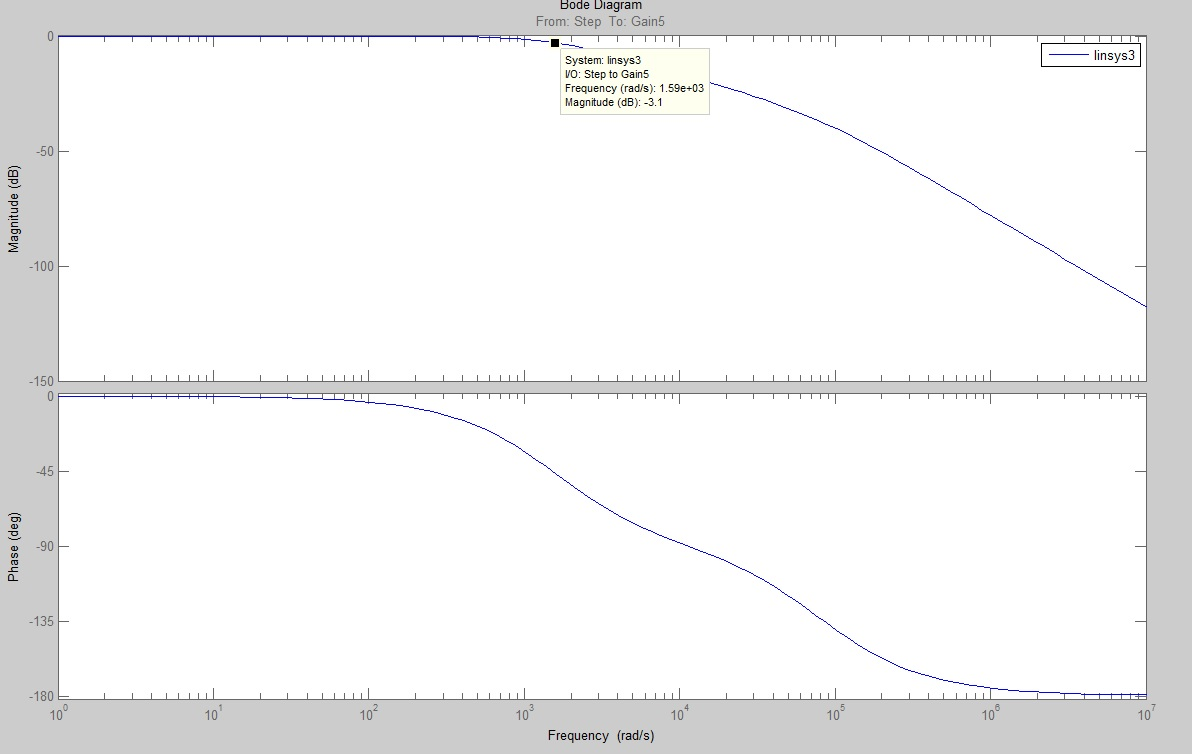 Bode Diagram
From: Step To: Gain5
0
-50
-100
-150
Magnitude (dB)
linsys3
System: linsys3
I/O: Step to Gain5
Frequency (rad/s): 1.59e+03
Magnitude (dB): -3.1
0
-45
-90
-135
-180
Phase (deg)
10^0 10^1 10^2 10^3 10^4 10^5 10^6 10^7
Frequency (rad/s)